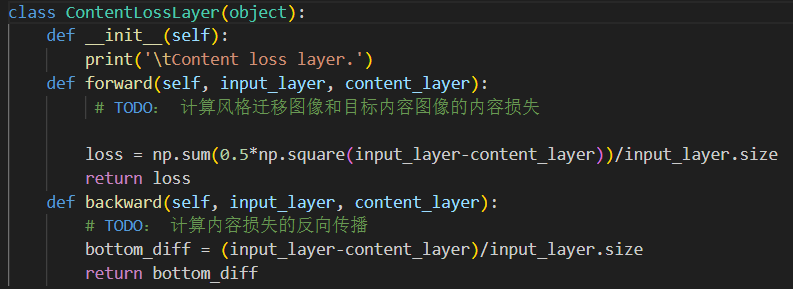 class ContentLossLayer(object):
    def __init__(self):
        print('\tContent loss layer.')
    def forward(self, input_layer, content_layer):
         # TODO： 计算风格迁移图像和目标内容图像的内容损失

        loss = np.sum(0.5*np.square(input_layer-content_layer))/input_layer.size
        return loss
    def backward(self, input_layer, content_layer):
        # TODO： 计算内容损失的反向传播
        bottom_diff = (input_layer-content_layer)/input_layer.size
        return bottom_diff